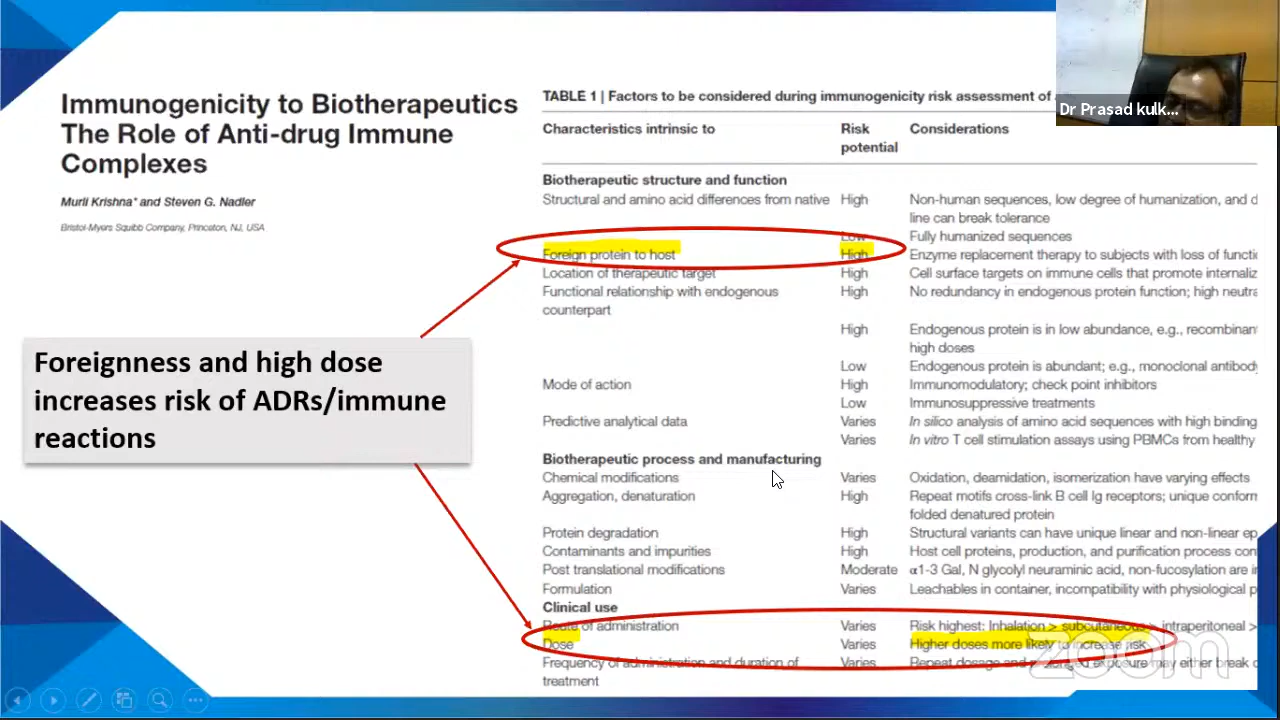 Immunogenicity to Biotherapeutics
The Role of Anti-drug Immune
Complexes
Murli Krishna* and Steven G. Nadler
Bristol-Myers Squibb Company, Princeton, NJ, USA
Foreignness and high dose
increases risk of ADRs/immune
reactions
TABLE 1 | Factors to be considered during immunogenicity risk assessment of
Dr Prasad kulk...
Characteristics intrinsic to Risk potential Considerations
Biotherapeutic structure and function
Structural and amino acid differences from native High Non-human sequences, low degree of humanization, and
line can break tolerance
Low Fully humanized sequences
Foreign protein to host High Enzyme replacement therapy to subjects with loss of
Location of therapeutic target High Cell surface targets on immune cells that promote
Functional relationship with endogenous High No redundancy in endogenous protein function; high
counterpart
High Endogenous protein is in low abundance, e.g.,
high doses
Low Endogenous protein is abundant; e.g., monoclonal
Mode of action High Immunomodulatory; check point inhibitors
Low Immunosuppressive treatments
Predictive analytical data Varies In silico analysis of amino acid sequences with high binding
Varies In vitro T cell stimulation assays using PBMCs from healthy
Biotherapeutic process and manufacturing
Chemical modifications Varies Oxidation, deamidation, isomerization have varying effects
Aggregation, denaturation High Repeat motifs cross-link B cell Ig receptors; unique
folded denatured protein
Protein degradation High Structural variants can have unique linear and non-linear
Contaminants and impurities High Host cell proteins, production, and purification process
Post translational modifications Moderate α1-3 Gal, N glycolyl neuraminic acid, non-fucosylation are
Formulation Varies Leachables in container, incompatibility with physiological
Clinical use
Route of administration Varies Risk highest: Inhalation > subcutaneous > intraperitoneal >
Dose Varies Higher doses more likely to increase risk
Frequency of administration and duration of Varies Repeat dosage and prolonged exposure may either break
treatment
zoom